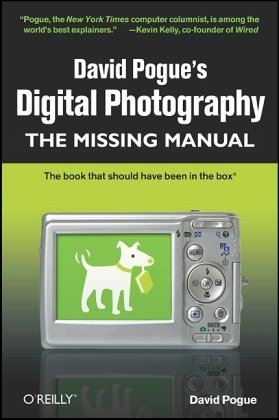 “Pogue, the New York Times computer columnist, is among the
world's best explainers.” —Kevin Kelly, co-founder of Wired
David Pogue's
Digital Photography
THE MISSING MANUAL
The book that should have been in the box®
MENU
OK
O'REILLY®
David Pogue